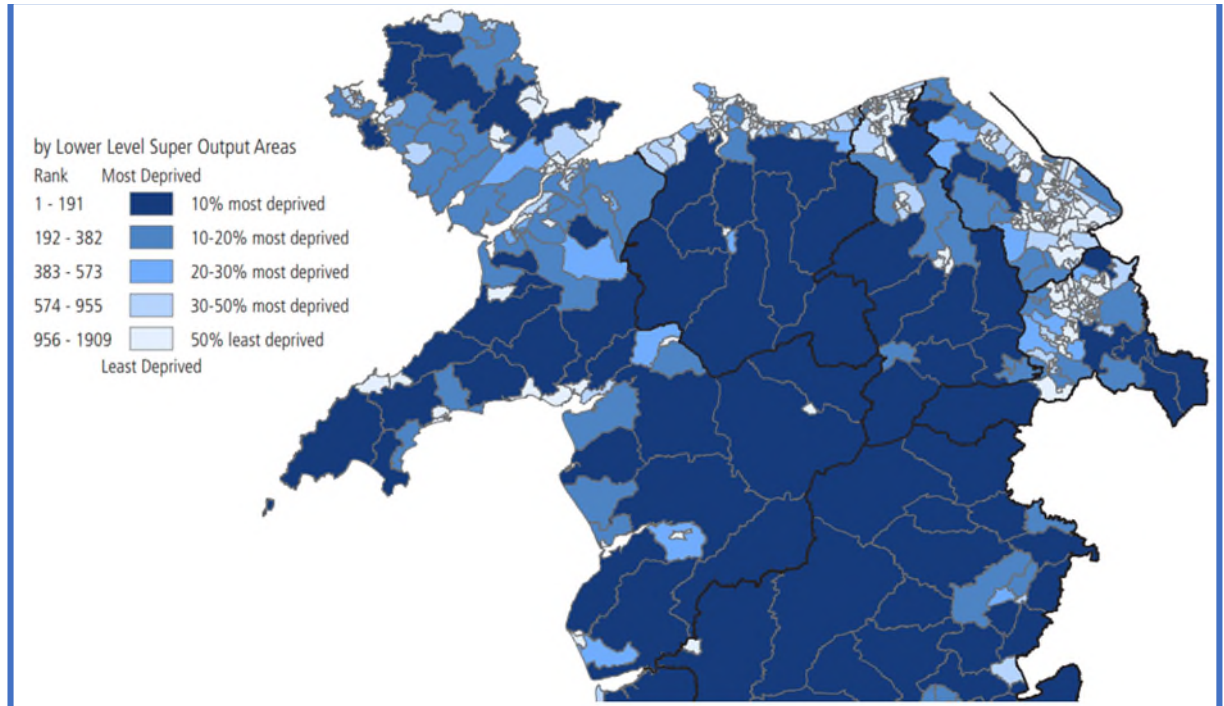 by Lower Level Super Output Areas
Rank Most Deprived
1 - 191 10% most deprived
192 - 382 10-20% most deprived
383 - 573 20-30% most deprived
574 - 955 30-50% most deprived
956 - 1909 50% least deprived
Least Deprived